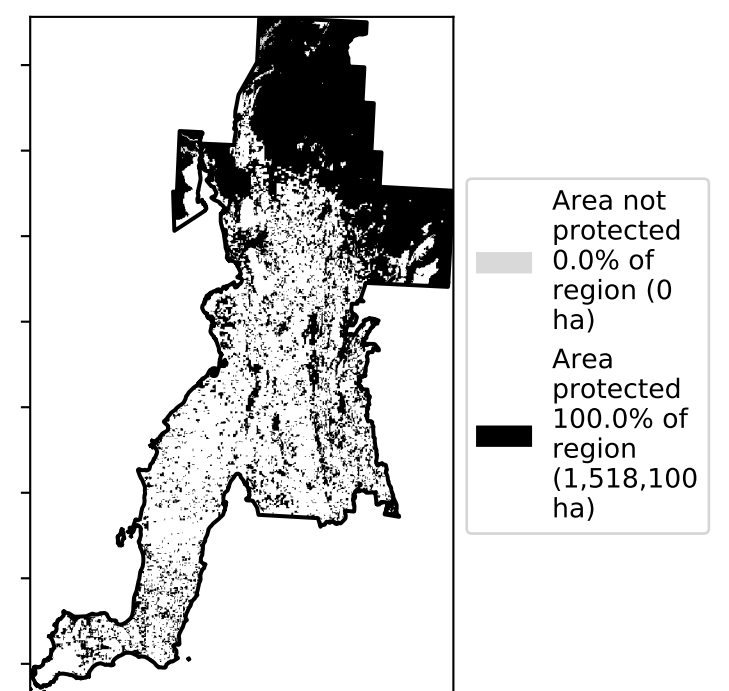 Area not
protected
0.0% of
region (0
ha)
Area
protected
100.0% of
region
(1,518,100
ha)